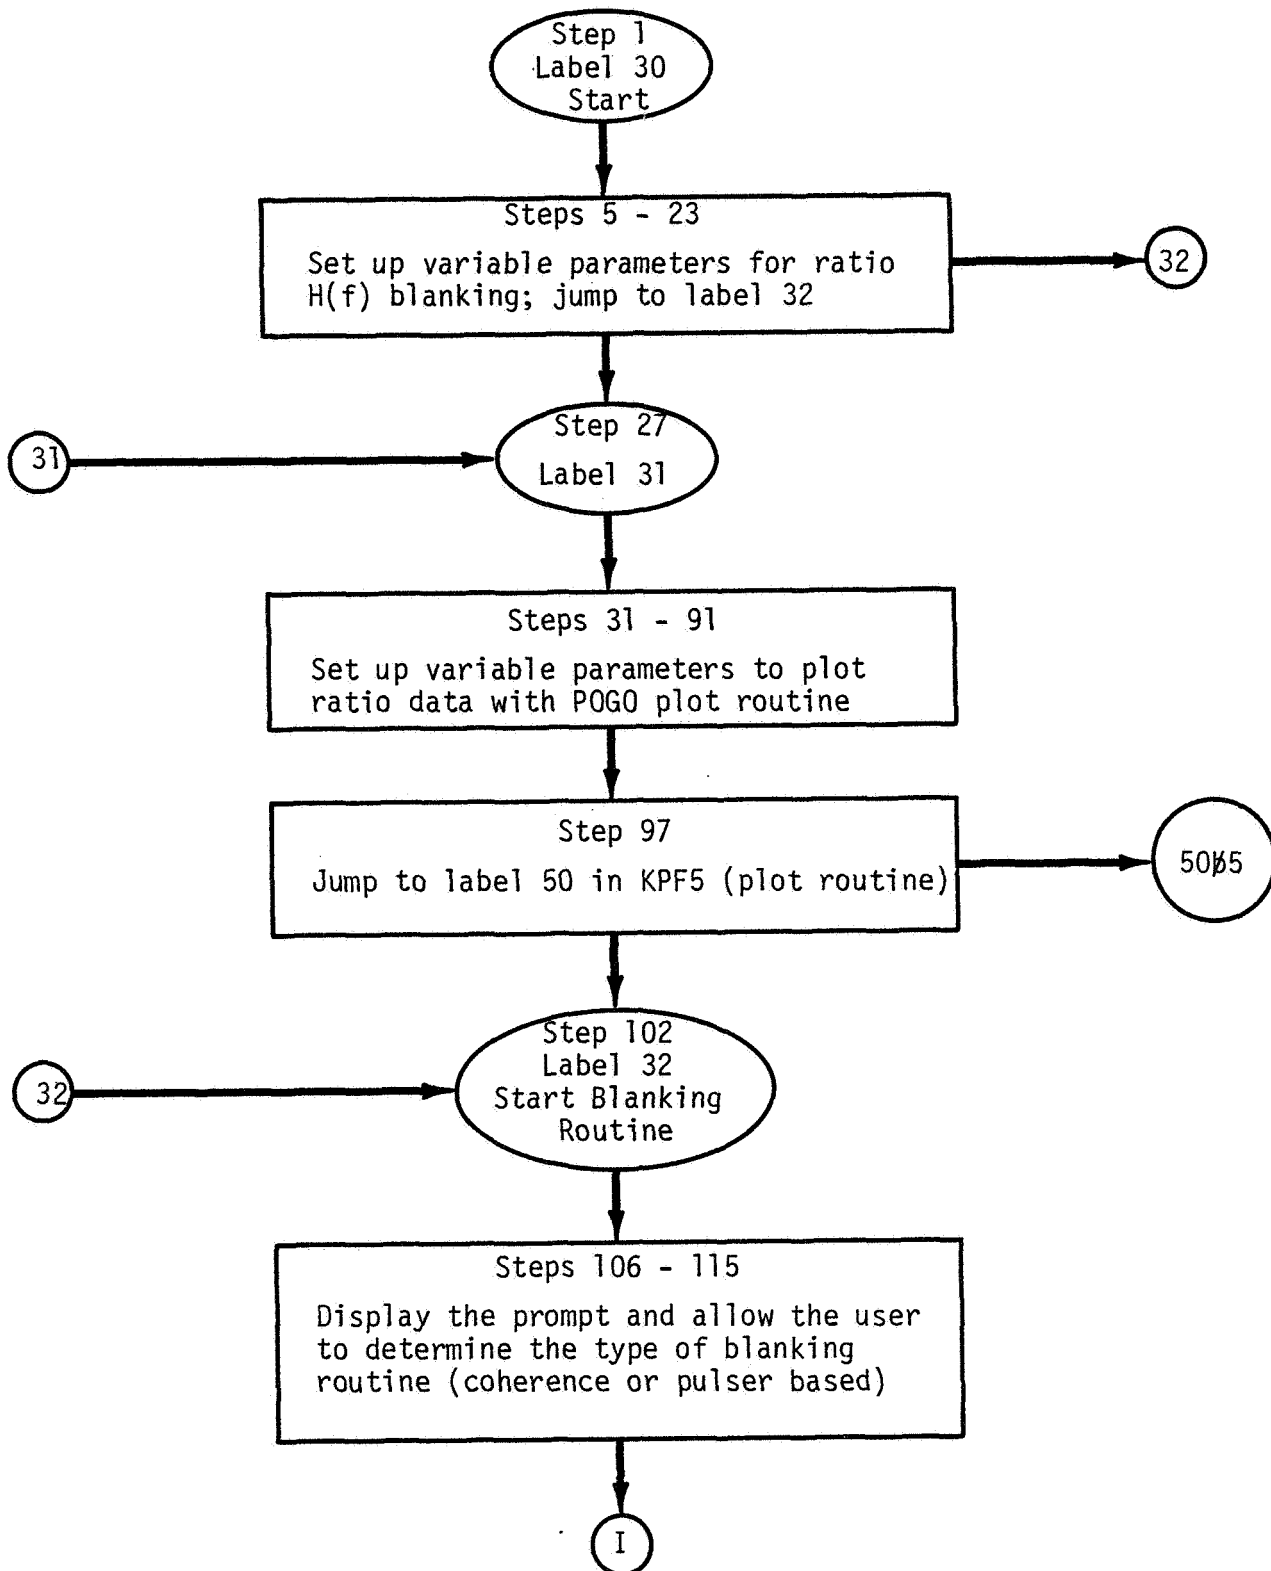 Step 1
Label 30
Start
Steps 5 - 23
Set up variable parameters for ratio
H(f) blanking; jump to label 32
32
Step 27
Label 31
31
Steps 31 - 91
Set up variable parameters to plot
ratio data with POGO plot routine
Step 97
Jump to label 50 in KPF5 (plot routine)
50ƀ5
Step 102
Label 32
Start Blanking
Routine
32
Steps 106 - 115
Display the prompt and allow the user
to determine the type of blanking
routine (coherence or pulser based)
I